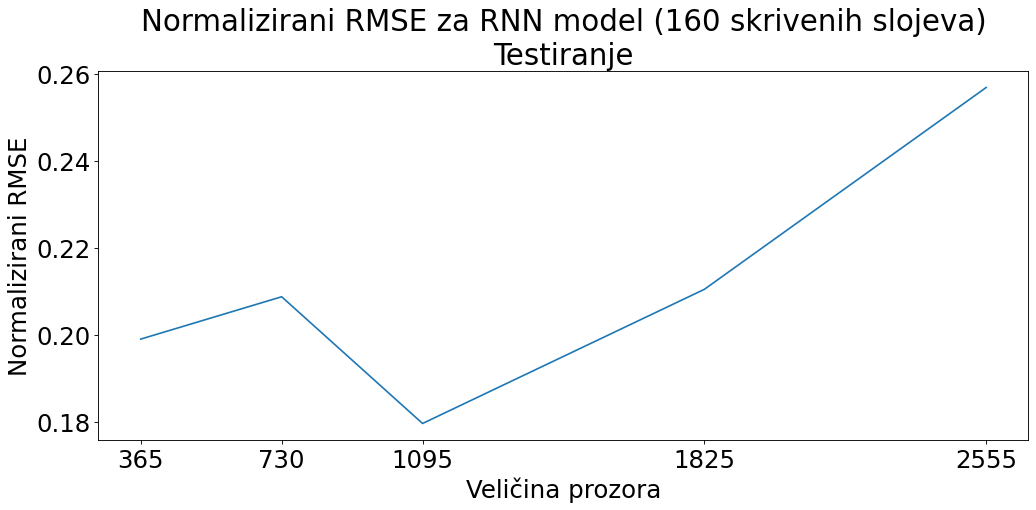 Normalizirani RMSE za RNN model (160 skrivenih slojeva)
Testiranje
Normalizirani RMSE
0.26
0.24
0.22
0.20
0.18
365 730 1095 1825 2555
Veličina prozora